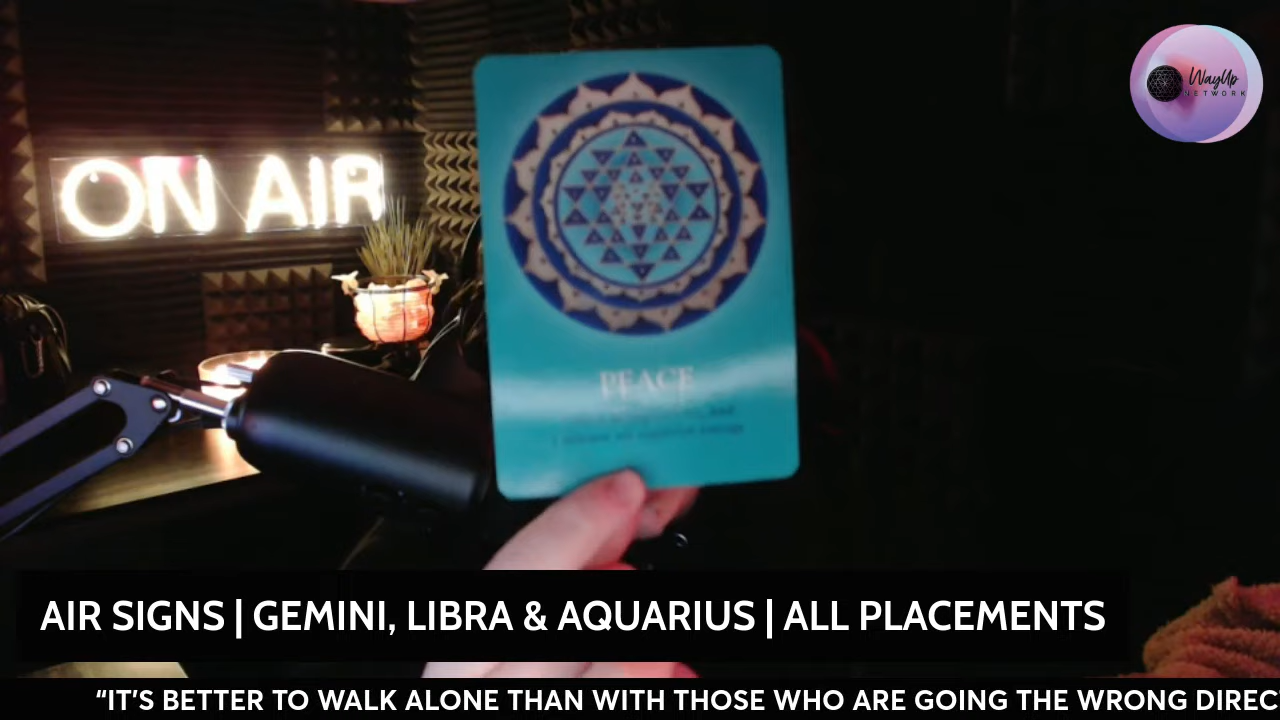 WayUp
NETWORK
ON AIR
PEACE
AIR SIGNS | GEMINI, LIBRA & AQUARIUS | ALL PLACEMENTS
“IT'S BETTER TO WALK ALONE THAN WITH THOSE WHO ARE GOING THE WRONG DIREC